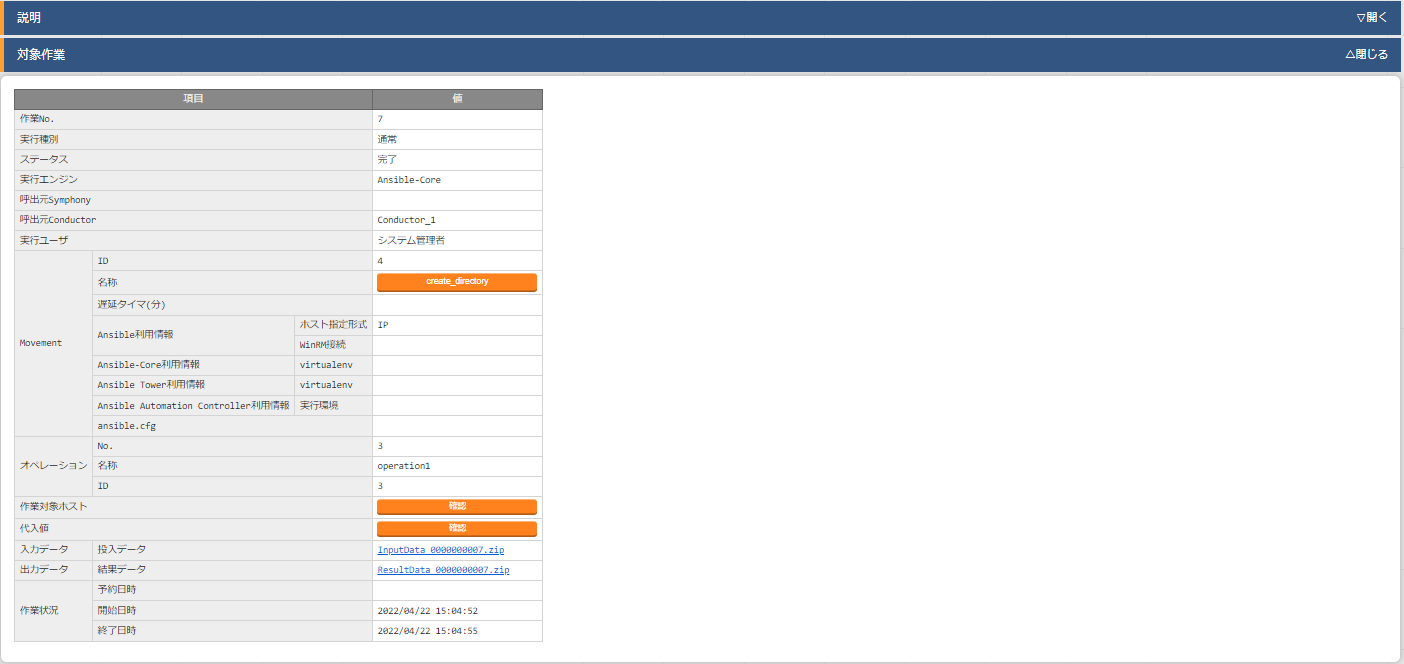 説明 ▽開く
対象作業 △閉じる
項目 値
作業No. 7
実行種別 通常
ステータス 完了
実行エンジン Ansible-Core
呼出元Symphony
呼出元Conductor Conductor_1
実行ユーザ システム管理者
Movement
ID 4
名称 create_directory
遅延タイマ(分)
Ansible利用情報 ホスト指定形式 IP
WinRM接続
Ansible-Core利用情報 virtualenv
Ansible Tower利用情報 virtualenv
Ansible Automation Controller利用情報 実行環境
ansible.cfg
オペレーション
No. 3
名称 operation1
ID 3
作業対象ホスト 確認
代入値 確認
入力データ 投入データ InputData_0000000007.zip
出力データ 結果データ ResultData_0000000007.zip
作業状況
予約日時
開始日時 2022/04/22 15:04:52
終了日時 2022/04/22 15:04:55